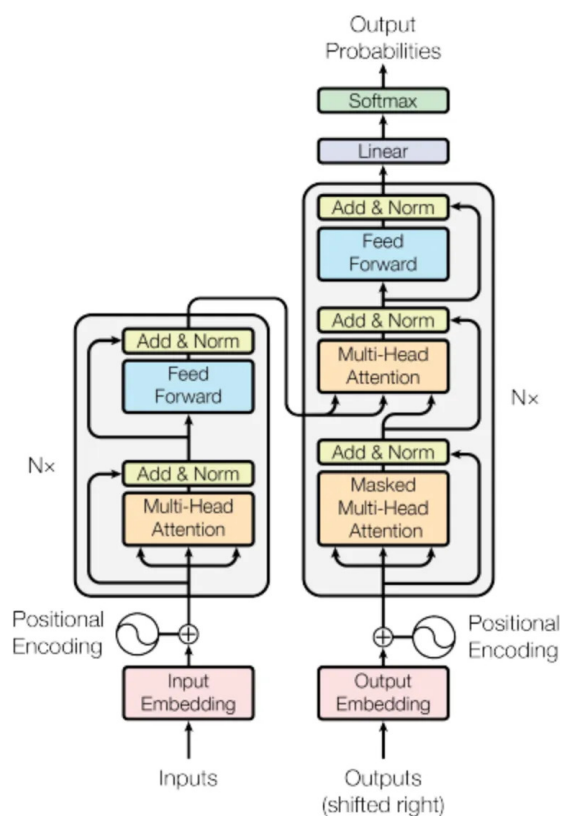 Output
Probabilities
Softmax
Linear
Add & Norm
Feed
Forward
Add & Norm
Multi-Head
Attention
Nx
Add & Norm
Masked
Multi-Head
Attention
Add & Norm
Feed
Forward
Nx
Add & Norm
Multi-Head
Attention
Positional
Encoding
Positional
Encoding
Input
Embedding
Output
Embedding
Inputs
Outputs
(shifted right)